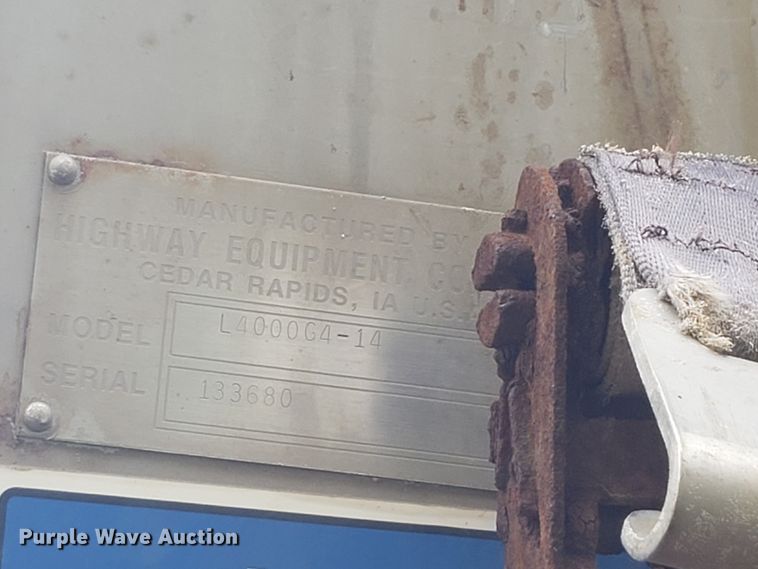 MANUFACTURED BY
HIGHWAY EQUIPMENT CO
CEDAR RAPIDS, IA U.S.
MODEL L4000G4-14
SERIAL 133680
Purple Wave Auction